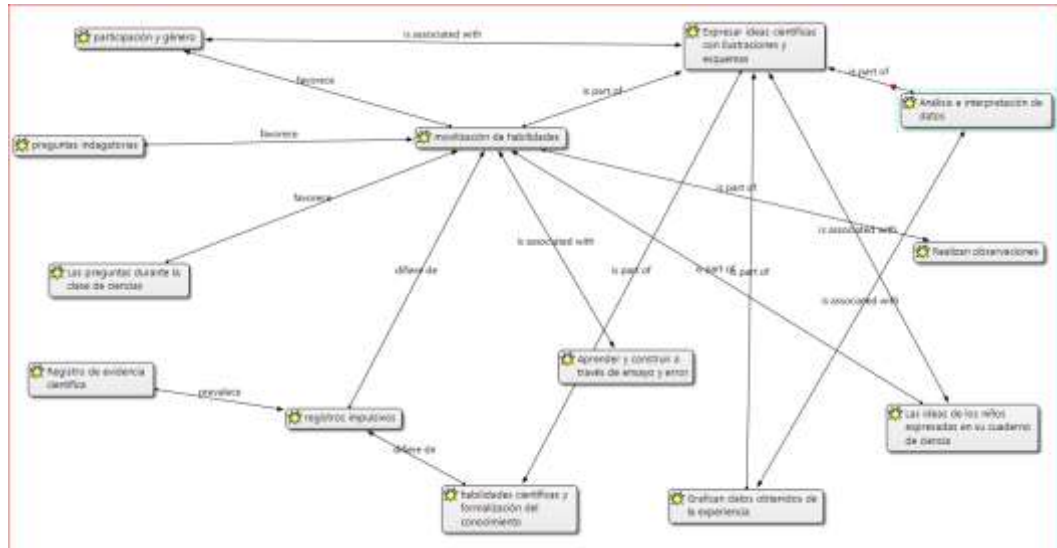 participación y género
is associated with
Expresar ideas científicas
con ilustraciones y
esquemas
is part of
Análisis e interpretación de
datos
favorece
is part of
preguntas indagatorias
favorece
movilización de habilidades
favorece
is part of
Las preguntas durante la
clase de ciencias
difiere de
is associated with
is associated with
Realizan observaciones
is part of
is part of
is part of
is associated with
Registro de evidencia
científica
prevalece
Aprender y construir a
través de ensayo y error
registros impulsivos
Las ideas de los niños
expresadas en su cuaderno
de ciencia
difiere de
habilidades científicas y
formalización del
conocimiento
Grafican datos obtenidos de
la experiencia